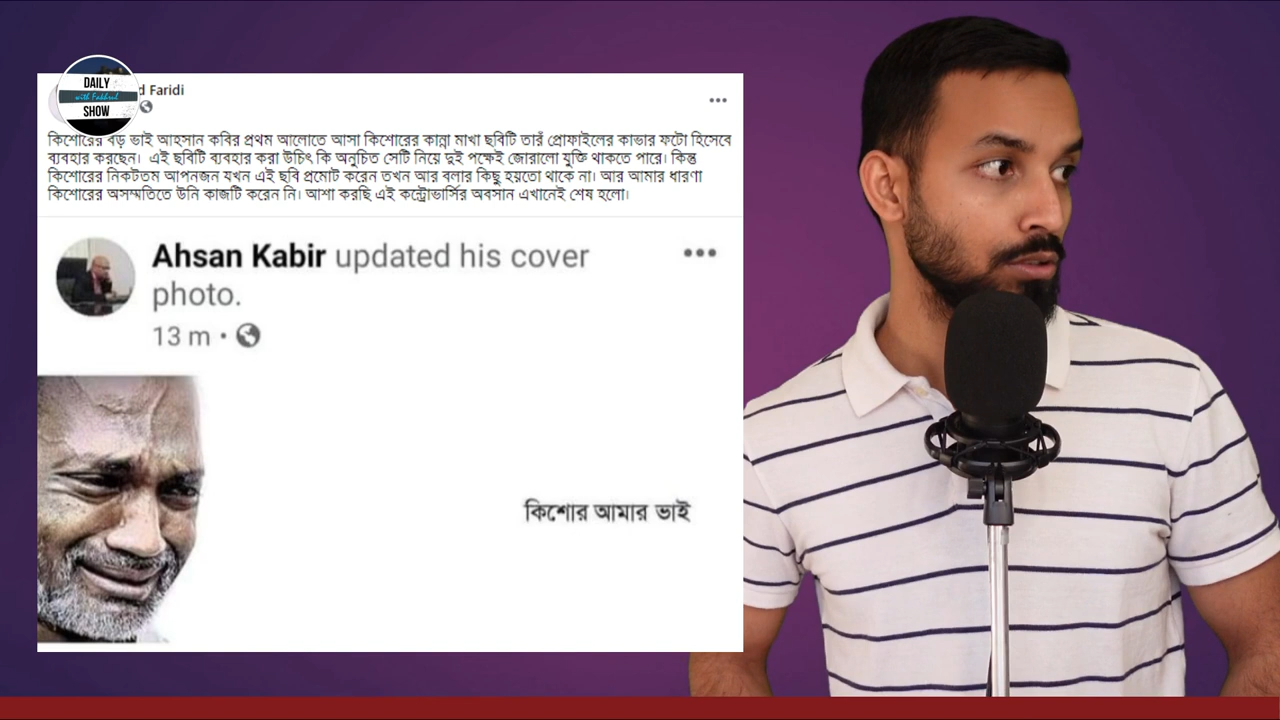 DAILY
with Fakhrul
SHOW
d Faridi
কিশোরের বড় ভাই আহসান কবির প্রথম আলোতে আসা কিশোরের কান্না মাখা ছবিটি তারঁ প্রোফাইলের কাভার ফটো হিসেবে
ব্যবহার করছেন। এই ছবিটি ব্যবহার করা উচিৎ কি অনুচিত সেটি নিয়ে দুই পক্ষেই জোরালো যুক্তি থাকতে পারে। কিন্তু
কিশোরের নিকটতম আপনজন যখন এই ছবি প্রমোট করেন তখন আর বলার কিছু হয়তো থাকে না। আর আমার ধারণা
কিশোরের অসম্মতিতে উনি কাজটি করেন নি। আশা করছি এই কন্ট্রোভার্সির অবসান এখানেই শেষ হলো।
Ahsan Kabir updated his cover
photo.
13 m ·
কিশোর আমার ভাই